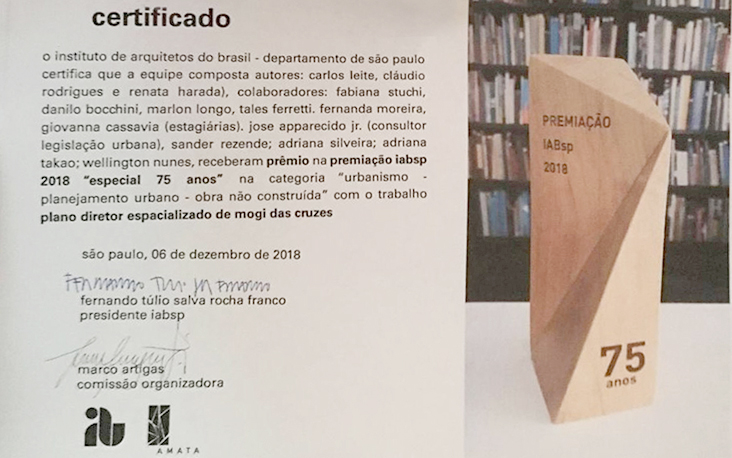 certificado
o instituto de arquitetos do brasil - departamento de são paulo
certifica que a equipe composta autores: carlos leite, cláudio
rodrigues e renata harada), colaboradores: fabiana stuchi,
danilo bocchini, marlon longo, tales ferretti. fernanda moreira,
giovanna cassavia (estagiárias). jose aparecido jr. (consultor
legislação urbana), sander rezende; adriana silveira; adriana
takao; wellington nunes, receberam prêmio na premiação iabsp
2018 "especial 75 anos" na categoria "urbanismo -
planejamento urbano - obra não construída" com o trabalho
plano diretor espacializado de mogi das cruzes
são paulo, 06 de dezembro de 2018
fernando túlio salva rocha franco
presidente iabsp
marco artigas
comissão organizadora
AMATA
PREMIAÇÃO
IABsp
2018
75
anos